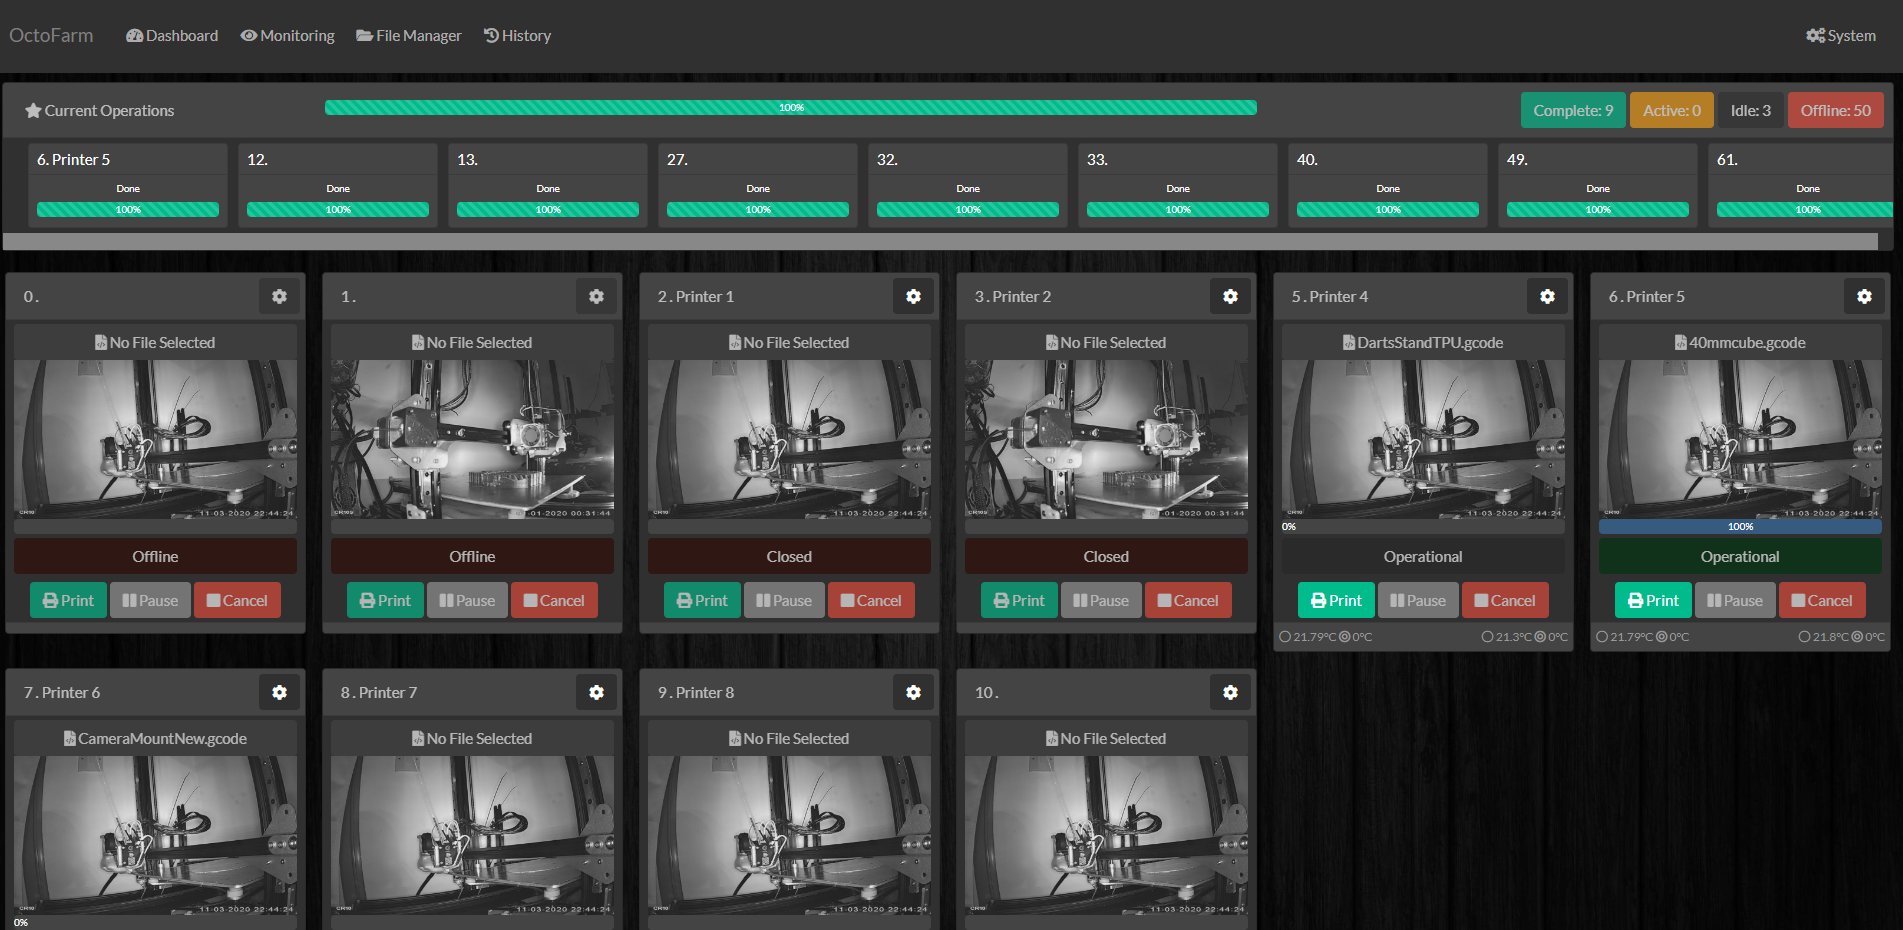 OctoFarm Dashboard Monitoring File Manager History System
Current Operations 100% Complete: 9 Active: 0 Idle: 3 Offline: 50
6. Printer 5 12. 13. 27. 32. 33. 40. 49. 61.
Done Done Done Done Done Done Done Done Done
100% 100% 100% 100% 100% 100% 100% 100% 100%
0 . 1 . 2 . Printer 1 3 . Printer 2 5 . Printer 4 6 . Printer 5
No File Selected No File Selected No File Selected No File Selected DartsStandTPU.gcode 40mmcube.gcode
CR10 11-03-2020 22:44:24 CR10S -01-2020 00:31:44 CR10 11-03-2020 22:44:24 CR10S -01-2020 00:31:44 CR10 11-03-2020 22:44:24 CR10 11-03-2020 22:44:24
0% 100%
Offline Offline Closed Closed Operational Operational
Print Pause Cancel Print Pause Cancel Print Pause Cancel Print Pause Cancel Print Pause Cancel Print Pause Cancel
21.79°C 0°C 21.3°C 0°C 21.79°C 0°C 21.8°C 0°C
7 . Printer 6 8 . Printer 7 9 . Printer 8 10 .
CameraMountNew.gcode No File Selected No File Selected No File Selected
CR10 11-03-2020 22:44:24 CR10 11-03-2020 22:44:24 CR10 11-03-2020 22:44:24 CR10 11-03-2020 22:44:24
0%